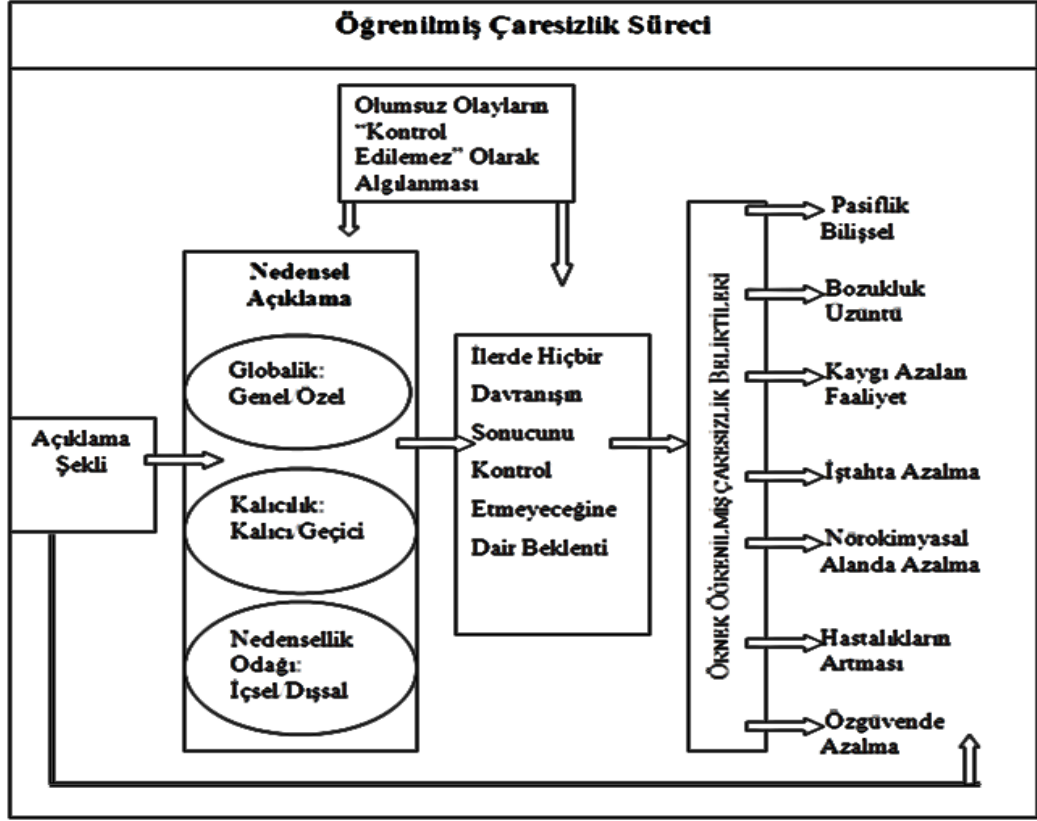 Öğrenilmiş Çaresizlik Süreci
Olumsuz Olayların
"Kontrol
Edilemez" Olarak
Algılanması
Açıklama
Şekli
Nedensel
Açıklama
Globalik:
Genel/Özel
Kalıcılık:
Kalıcı/Geçici
Nedensellik
Odağı:
İçsel/Dışsal
İlerde Hiçbir
Davranışın
Sonucunu
Kontrol
Etmeyeceğine
Dair Beklenti
ÖRNEK ÖĞRENİLMİŞ ÇARESİZLİK BELİRTİLERİ
Pasiflik
Bilişsel
Bozukluk
Üzüntü
Kaygı Azalan
Faaliyet
İştahta Azalma
Nörokimyasal
Alanda Azalma
Hastalıkların
Artması
Özgüvende
Azalma